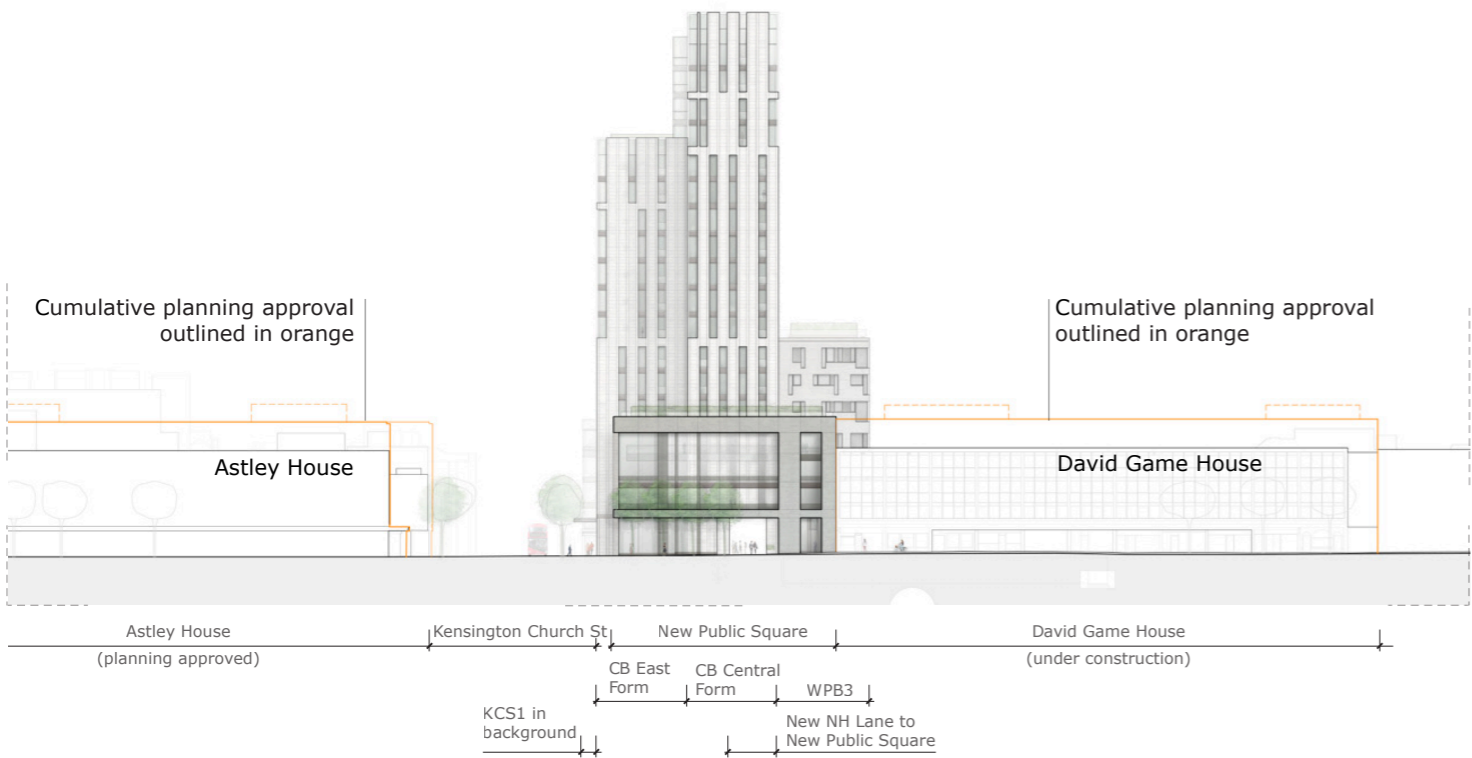 Cumulative planning approval
outlined in orange
Cumulative planning approval
outlined in orange
Astley House
David Game House
Astley House
(planning approved)
Kensington Church St
New Public Square
David Game House
(under construction)
CB East
Form
CB Central
Form
WPB3
KCS1 in
background
New NH Lane to
New Public Square